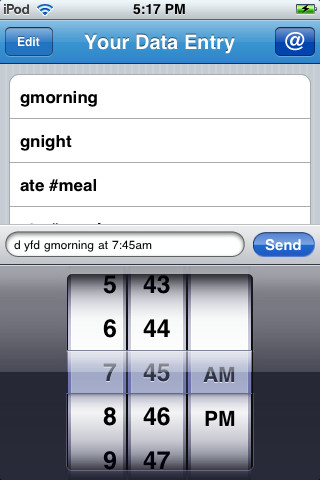 iPod 5:17 PM
Edit Your Data Entry @
gmorning
gnight
ate #meal
d yfd gmorning at 7:45am Send
5 43
6 44
7 45 AM
8 46 PM
9 47